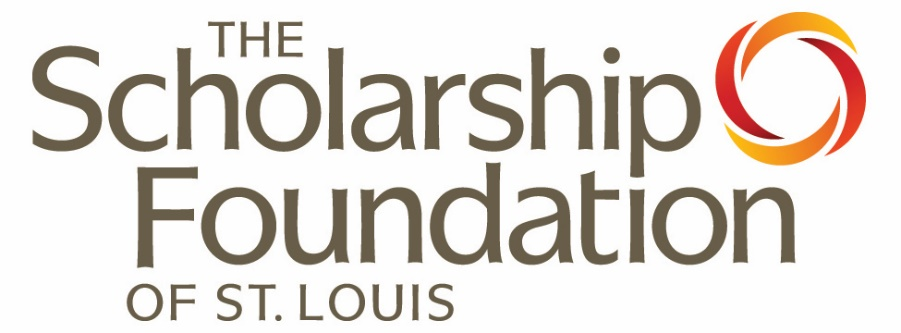 THE
Scholarship
Foundation
OF ST. LOUIS